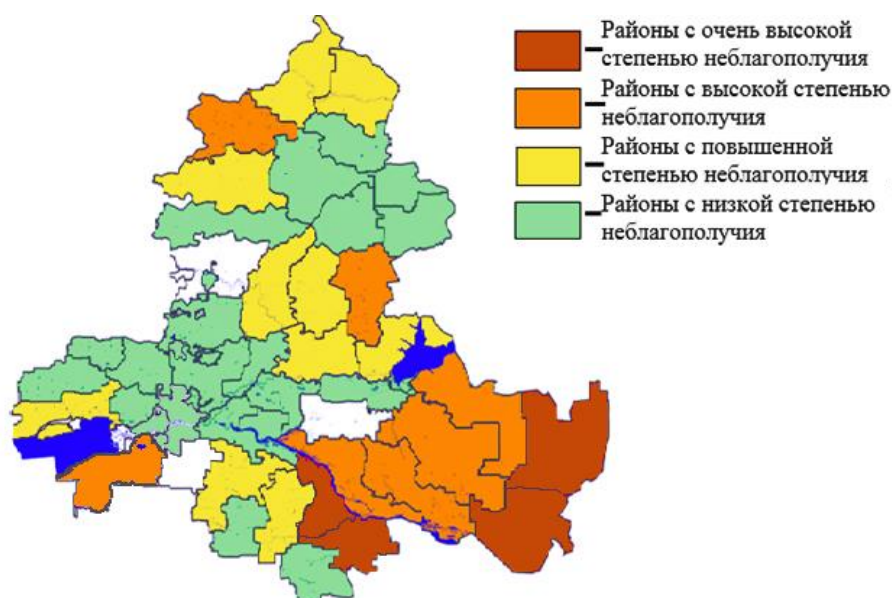 Районы с очень высокой
степенью неблагополучия
Районы с высокой степенью
неблагополучия
Районы с повышенной
степенью неблагополучия
Районы с низкой степенью
неблагополучия